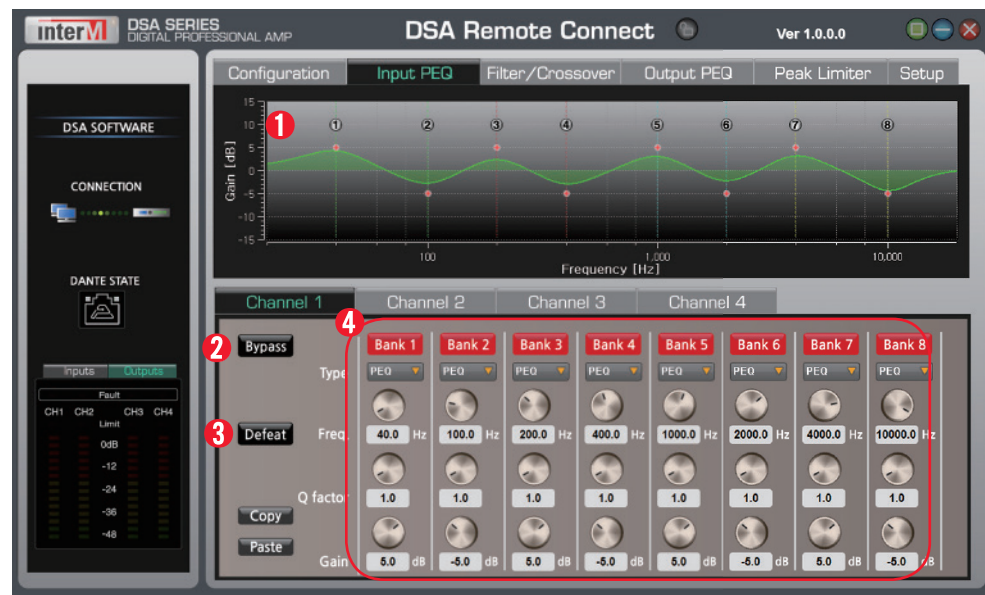 interM DSA SERIES
DIGITAL PROFESSIONAL AMP
DSA Remote Connect
Ver 1.0.0.0
DSA SOFTWARE
CONNECTION
DANTE STATE
Inputs Outputs
Fault
CH1 CH2 CH3 CH4
Limit
0dB
-12
-24
-36
-48
Configuration Input PEQ Filter/Crossover Output PEQ Peak Limiter Setup
1
Gain [dB]
15
10
5
0
-5
-10
-15
① ② ③ ④ ⑤ ⑥ ⑦ ⑧
100 1,000 10,000
Frequency [Hz]
Channel 1 Channel 2 Channel 3 Channel 4
4
2 Bypass Bank 1 Bank 2 Bank 3 Bank 4 Bank 5 Bank 6 Bank 7 Bank 8
Type PEQ PEQ PEQ PEQ PEQ PEQ PEQ PEQ
3 Defeat Freq. 40.0 Hz 100.0 Hz 200.0 Hz 400.0 Hz 1000.0 Hz 2000.0 Hz 4000.0 Hz 10000.0 Hz
Q factor 1.0 1.0 1.0 1.0 1.0 1.0 1.0 1.0
Copy
Paste
Gain 5.0 dB -5.0 dB 5.0 dB -5.0 dB 5.0 dB -5.0 dB 5.0 dB -5.0 dB